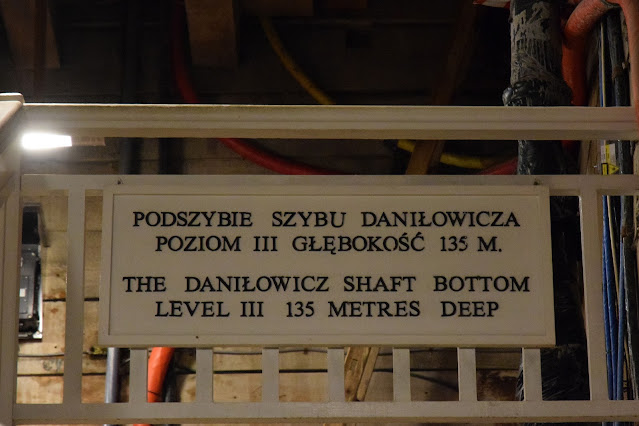 PODSZYBIE SZYBU DANIŁOWICZA
POZIOM III GŁĘBOKOŚĆ 135 M.
THE DANIŁOWICZ SHAFT BOTTOM
LEVEL III 135 METRES DEEP